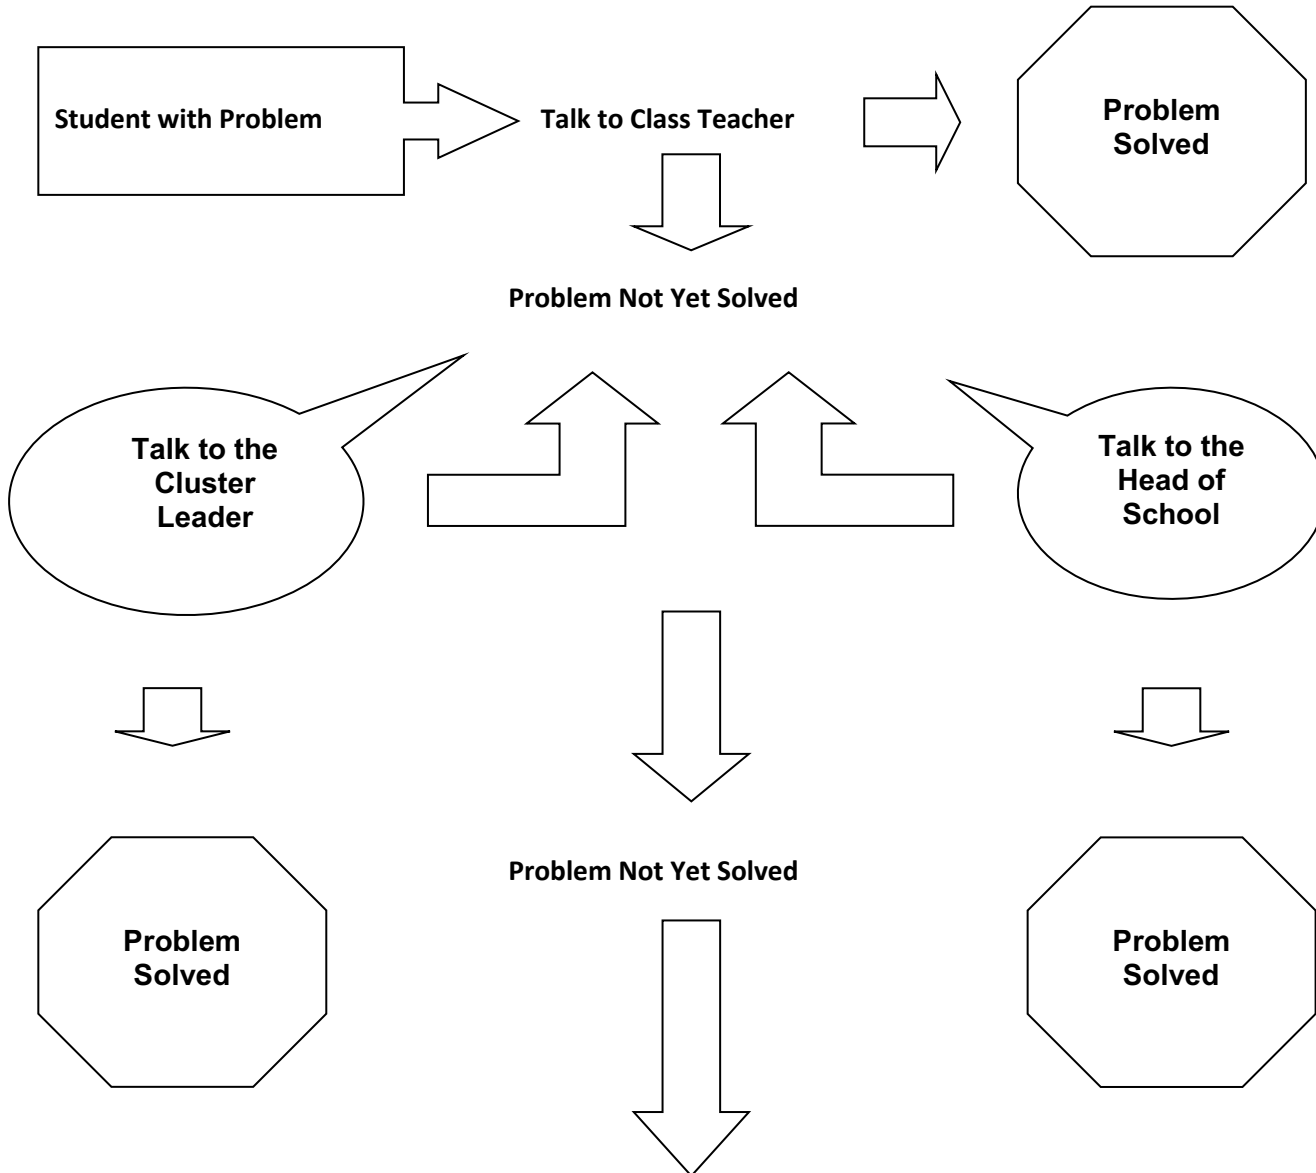 Student with Problem
Talk to Class Teacher
Problem
Solved
Problem Not Yet Solved
Talk to the
Cluster
Leader
Talk to the
Head of
School
Problem Not Yet Solved
Problem
Solved
Problem
Solved